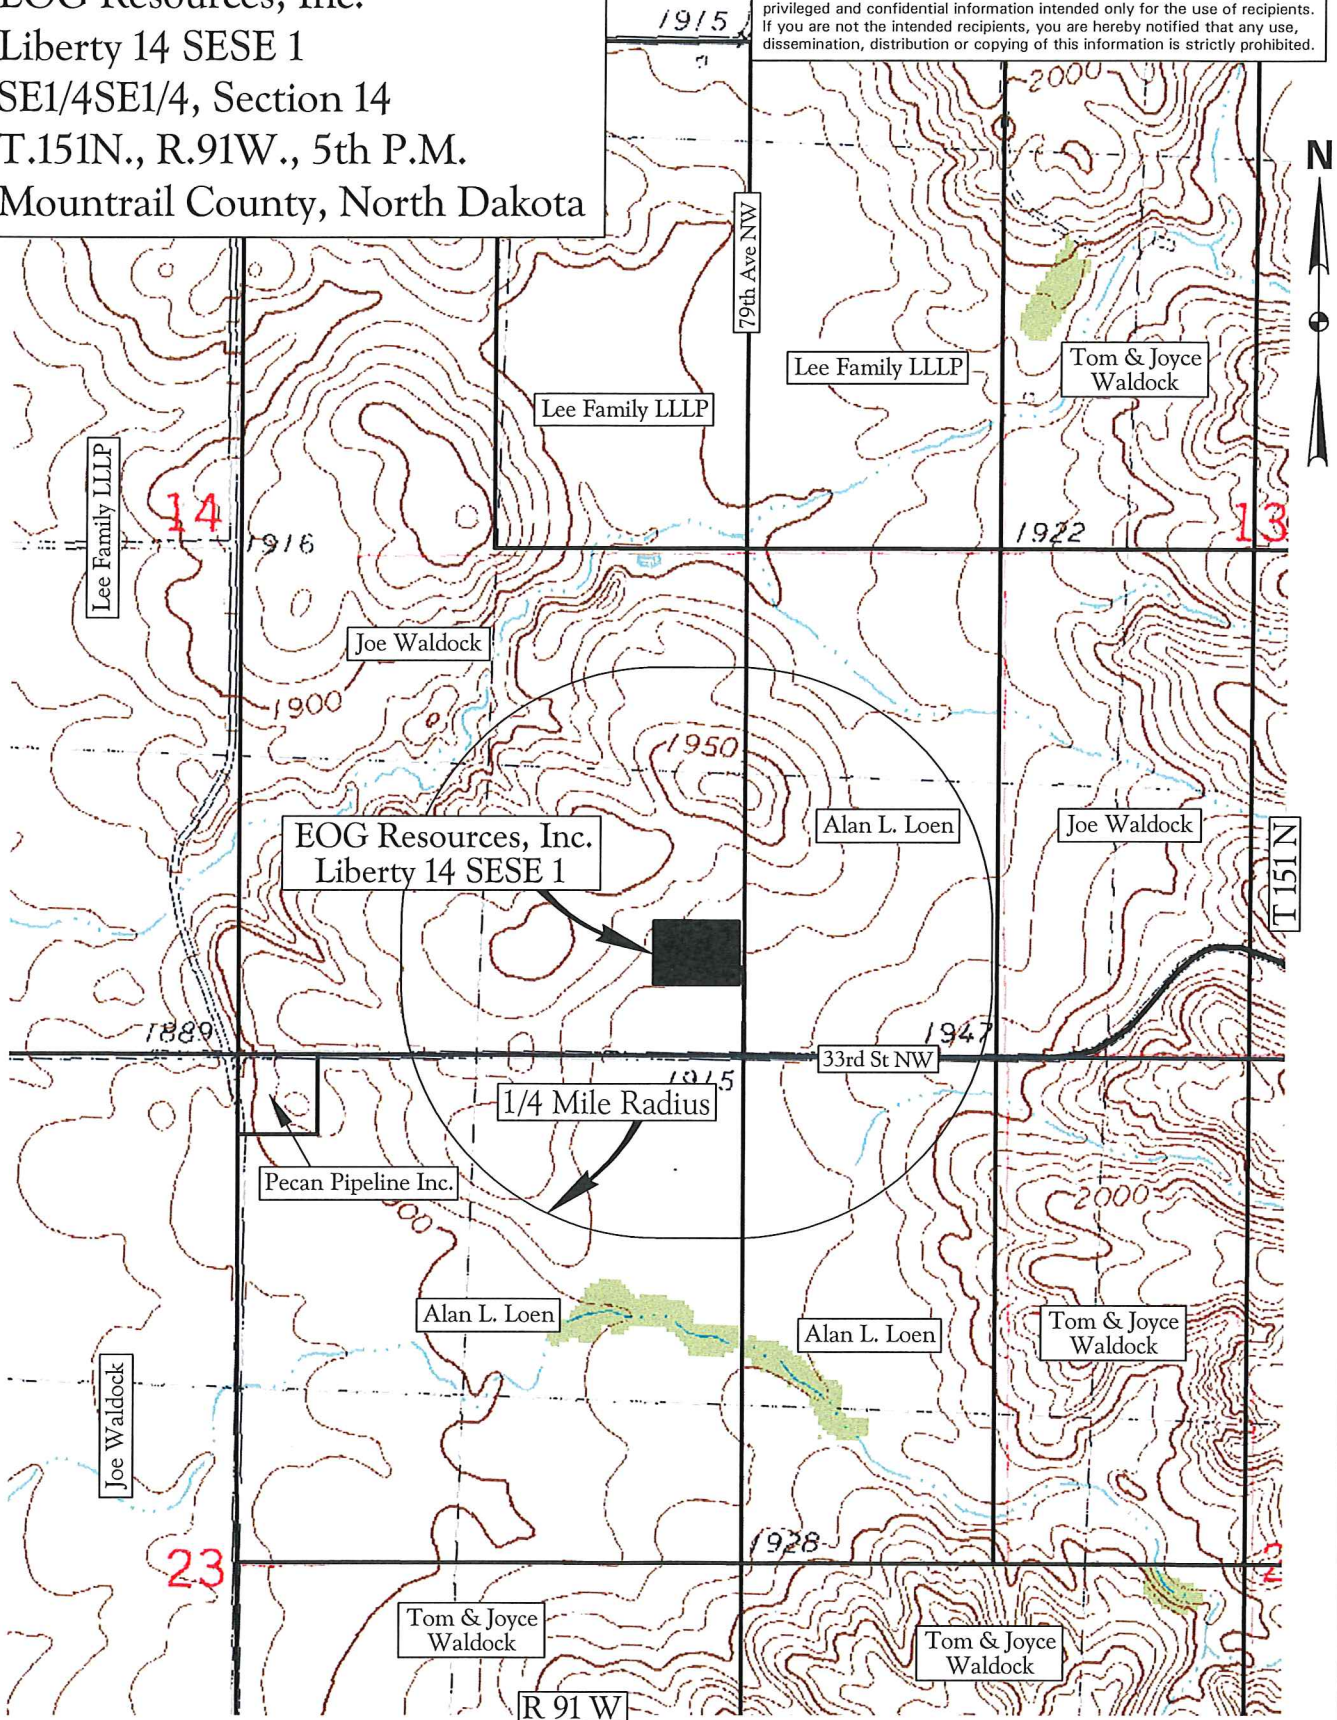 EOG Resources, Inc.
Liberty 14 SESE 1
SE1/4SE1/4, Section 14
T.151N., R.91W., 5th P.M.
Mountrail County, North Dakota
1915
privileged and confidential information intended only for the use of recipients.
If you are not the intended recipients, you are hereby notified that any use,
dissemination, distribution or copying of this information is strictly prohibited.
2000
N
79th Ave NW
Lee Family LLLP
Tom & Joyce
Waldock
Lee Family LLLP
Lee Family LLLP
14
1916
1922
13
Joe Waldock
1900
1950
EOG Resources, Inc.
Liberty 14 SESE 1
Alan L. Loen
Joe Waldock
T 151 N
1889
1947
33rd St NW
1915
1/4 Mile Radius
Pecan Pipeline Inc.
2000
Alan L. Loen
Alan L. Loen
Tom & Joyce
Waldock
Joe Waldock
1928
23
2
Tom & Joyce
Waldock
Tom & Joyce
Waldock
R 91 W